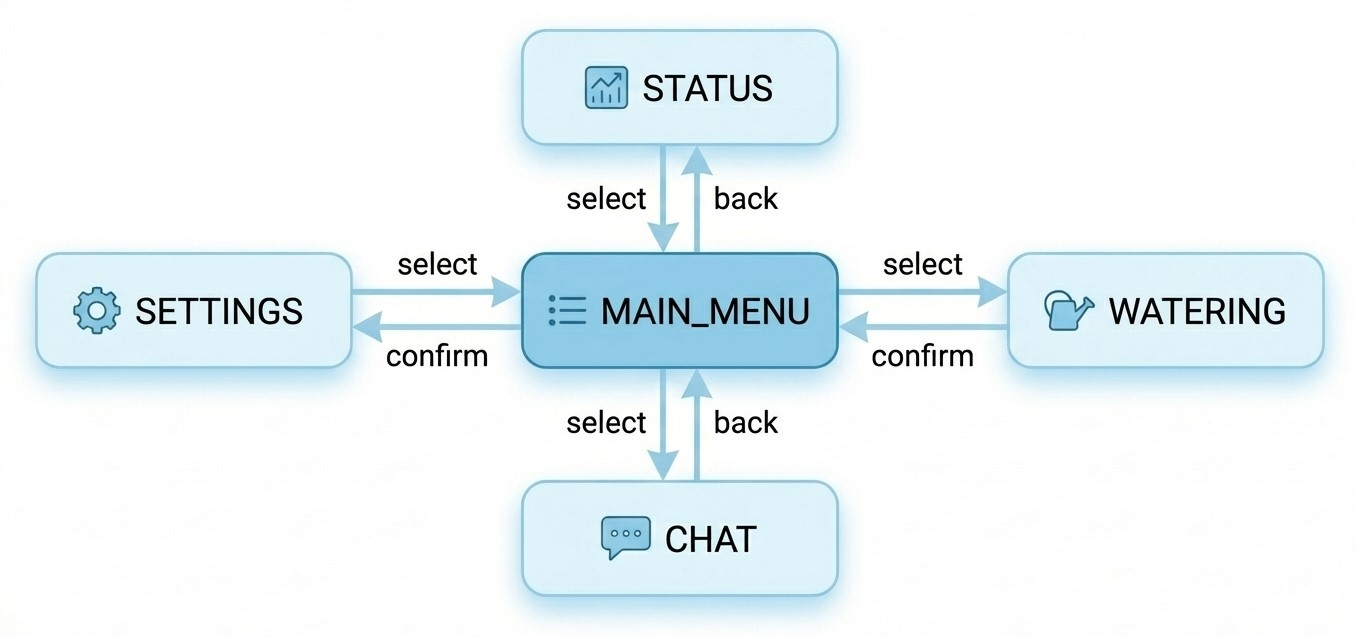 STATUS
select
back
select
select
SETTINGS
MAIN_MENU
WATERING
confirm
confirm
select
back
CHAT